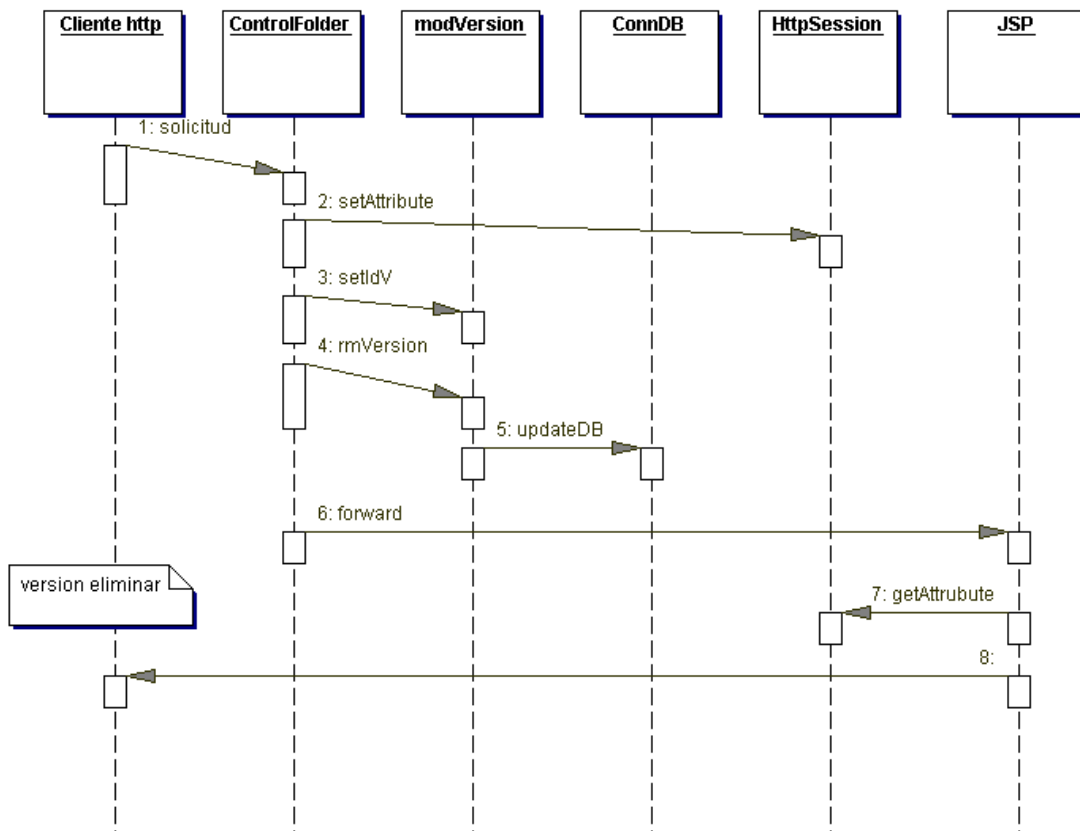 Cliente http
ControlFolder
modVersion
ConnDB
HttpSession
JSP
1: solicitud
2: setAttribute
3: setIdV
4: rmVersion
5: updateDB
6: forward
version eliminar
7: getAttrubute
8: